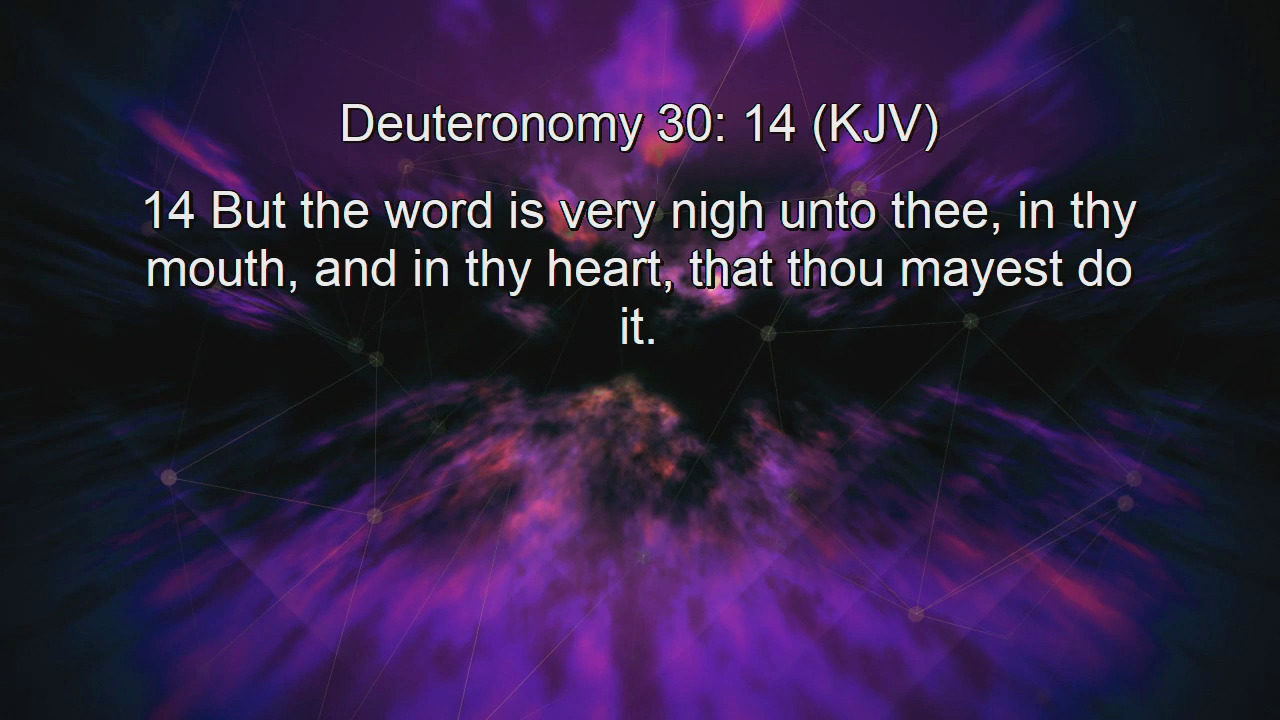 Deuteronomy 30: 14 (KJV)
14 But the word is very nigh unto thee, in thy
mouth, and in thy heart, that thou mayest do
it.